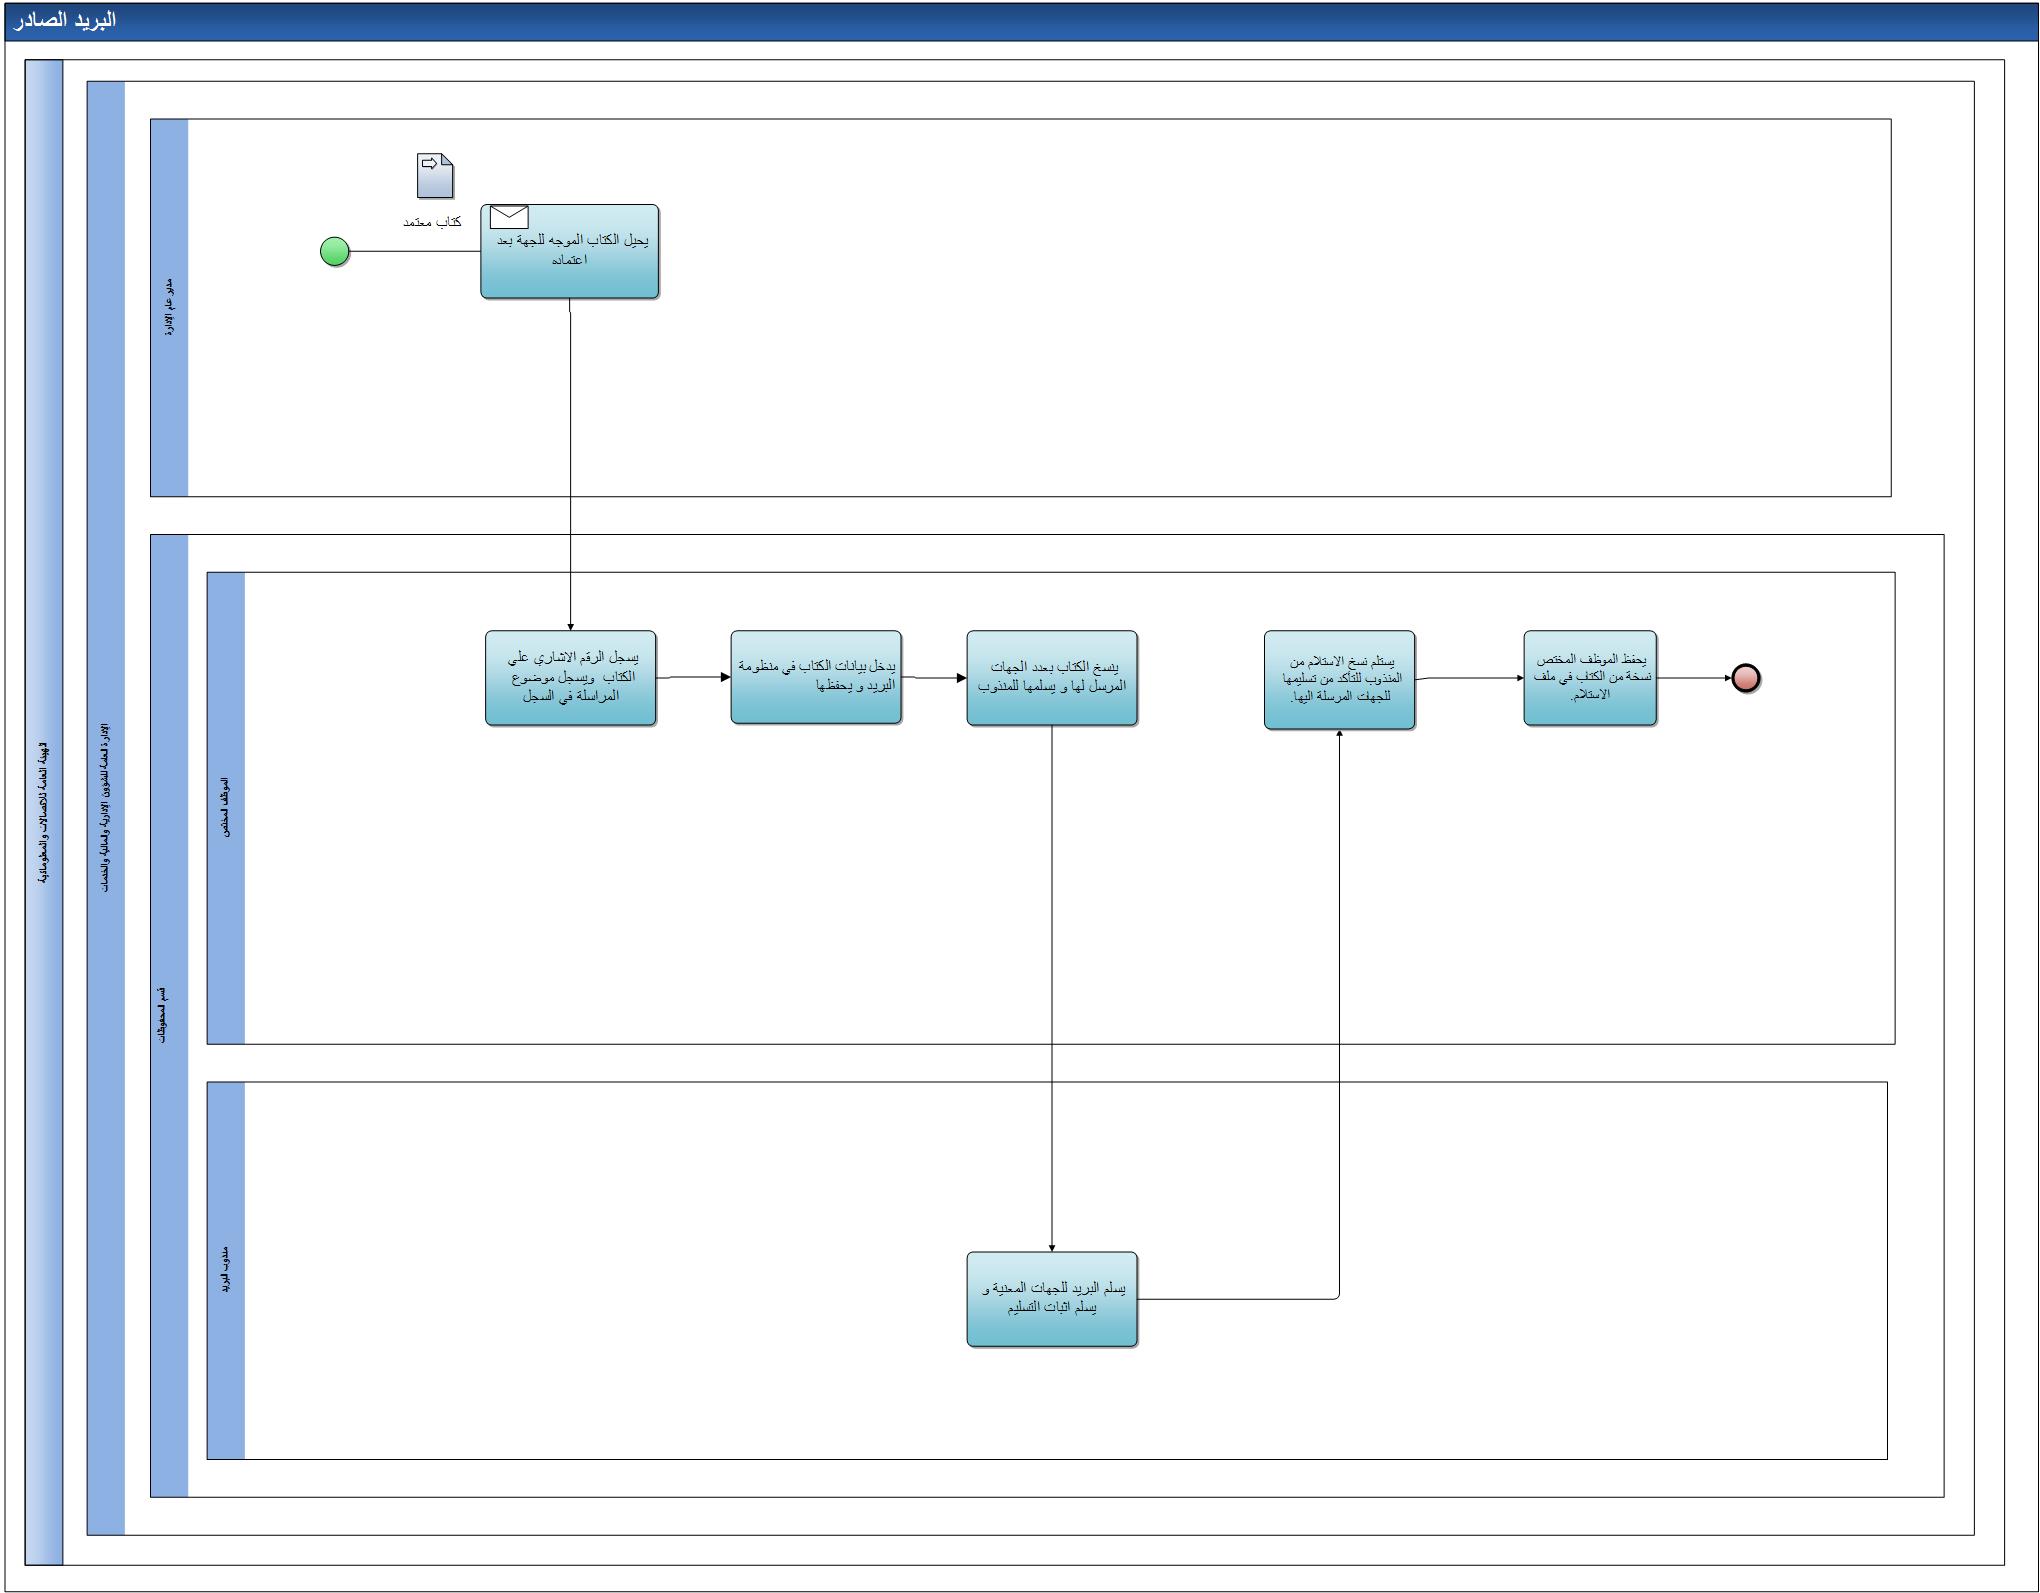 البريد الصادر
الهيئة العامة للاتصالات والمعلوماتية
الإدارة العامة للشؤون الإدارية والمالية والخدمات
مدير عام الإدارة
كتاب معتمد
يحيل الكتاب الموجه للجهة بعد
اعتماده
قسم المحفوظات
الموظف المختص
يسجل الرقم الاشاري علي
الكتاب ويسجل موضوع
المراسلة في السجل
يدخل بيانات الكتاب في منظومة
البريد و يحفظها
ينسخ الكتاب بعدد الجهات
المرسل لها و يسلمها للمندوب
يستلم نسخ الاستلام من
المندوب للتأكد من تسليمها
للجهات المرسلة اليها.
يحفظ الموظف المختص
نسخة من الكتاب في ملف
الاستلام.
مندوب البريد
يسلم البريد للجهات المعنية و
يسلم اثبات التسليم